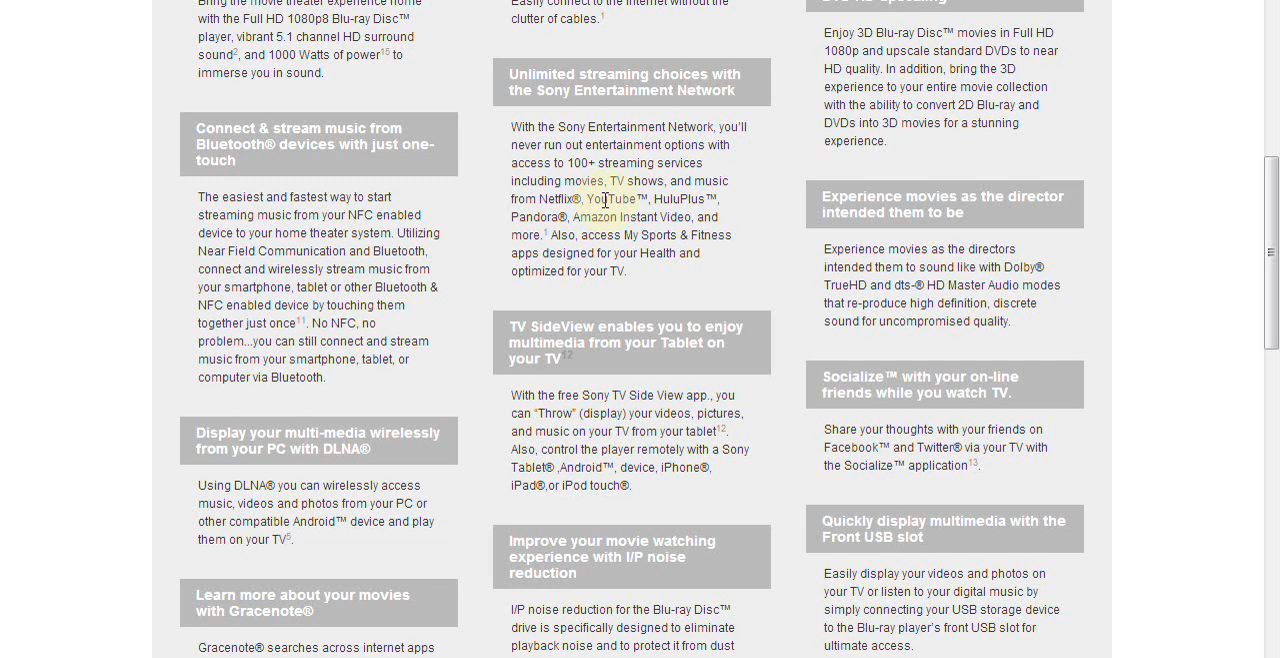 Bring the movie theater experience home
with the Full HD 1080p8 Blu-ray Disc™
player, vibrant 5.1 channel HD surround
sound2, and 1000 Watts of power15 to
immerse you in sound.
Connect & stream music from
Bluetooth® devices with just one-
touch
The easiest and fastest way to start
streaming music from your NFC enabled
device to your home theater system. Utilizing
Near Field Communication and Bluetooth,
connect and wirelessly stream music from
your smartphone, tablet or other Bluetooth &
NFC enabled device by touching them
together just once11. No NFC, no
problem...you can still connect and stream
music from your smartphone, tablet, or
computer via Bluetooth.
Display your multi-media wirelessly
from your PC with DLNA®
Using DLNA® you can wirelessly access
music, videos and photos from your PC or
other compatible Android™ device and play
them on your TV5.
Learn more about your movies
with Gracenote®
Gracenote® searches across internet apps
Easily connect to the internet without the
clutter of cables.1
Unlimited streaming choices with
the Sony Entertainment Network
With the Sony Entertainment Network, you'll
never run out entertainment options with
access to 100+ streaming services
including movies, TV shows, and music
from Netflix®, YouTube™, HuluPlus™,
Pandora®, Amazon Instant Video, and
more.1 Also, access My Sports & Fitness
apps designed for your Health and
optimized for your TV.
TV SideView enables you to enjoy
multimedia from your Tablet on
your TV12
With the free Sony TV Side View app., you
can “Throw” (display) your videos, pictures,
and music on your TV from your tablet12.
Also, control the player remotely with a Sony
Tablet® ,Android™, device, iPhone®,
iPad®,or iPod touch®.
Improve your movie watching
experience with I/P noise
reduction
I/P noise reduction for the Blu-ray Disc™
drive is specifically designed to eliminate
playback noise and to protect it from dust
DVD HD upscaling
Enjoy 3D Blu-ray Disc™ movies in Full HD
1080p and upscale standard DVDs to near
HD quality. In addition, bring the 3D
experience to your entire movie collection
with the ability to convert 2D Blu-ray and
DVDs into 3D movies for a stunning
experience.
Experience movies as the director
intended them to be
Experience movies as the directors
intended them to sound like with Dolby®
TrueHD and dts-® HD Master Audio modes
that re-produce high definition, discrete
sound for uncompromised quality.
Socialize™ with your on-line
friends while you watch TV.
Share your thoughts with your friends on
Facebook™ and Twitter® via your TV with
the Socialize™ application13.
Quickly display multimedia with the
Front USB slot
Easily display your videos and photos on
your TV or listen to your digital music by
simply connecting your USB storage device
to the Blu-ray player's front USB slot for
ultimate access.